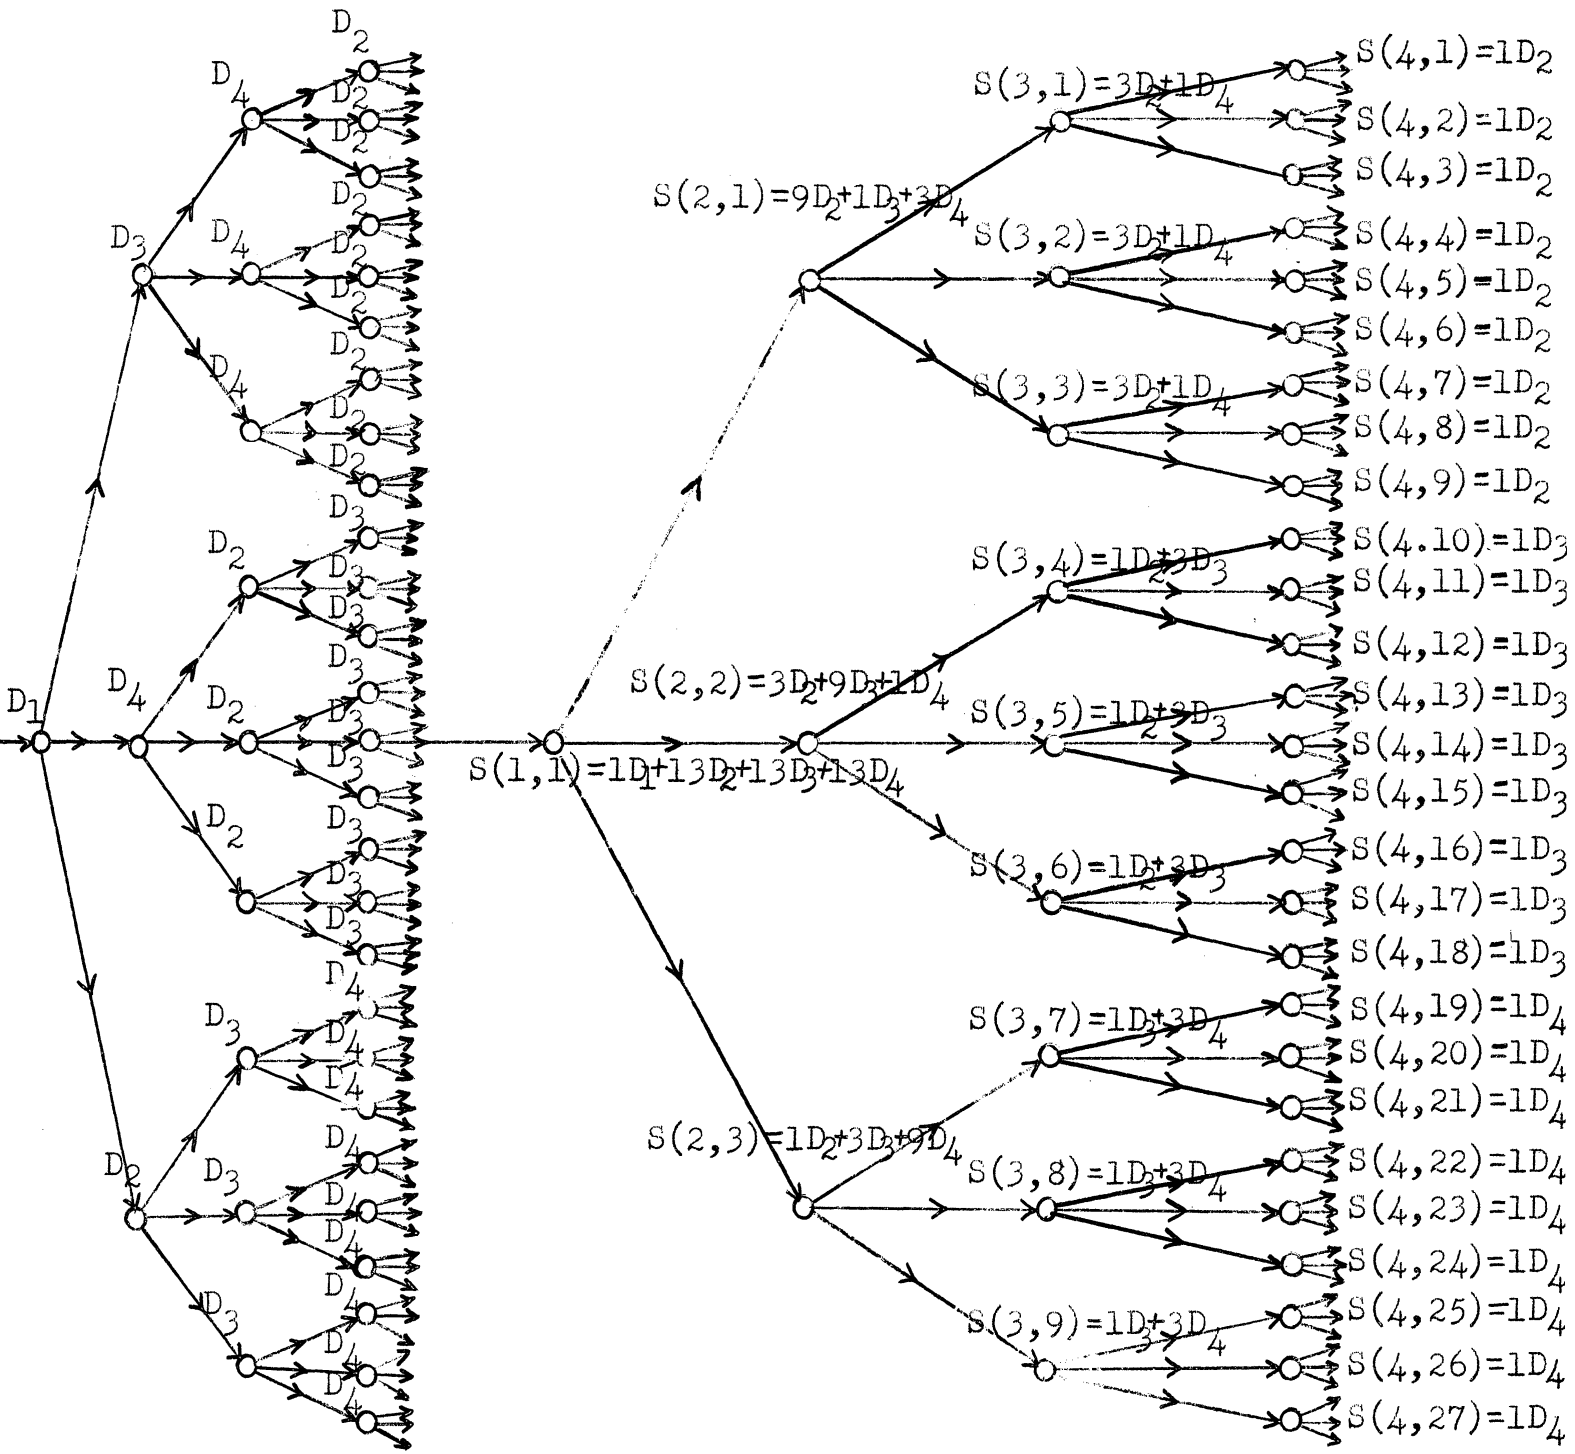 D1
D3
D4
D2
D4
D4
D4
D2
D2
D2
D3
D3
D3
D2
D2
D2
D2
D2
D2
D2
D2
D2
D3
D3
D3
D3
D3
D3
D3
D3
D3
D4
D4
D4
D4
D4
D4
D4
D4
D4
S(1,1)=1D1+13D2+13D3+13D4
S(2,1)=9D2+1D3+3D4
S(2,2)=3D2+9D3+1D4
S(2,3)=1D2+3D3+9D4
S(3,1)=3D2+1D4
S(3,2)=3D2+1D4
S(3,3)=3D2+1D4
S(3,4)=1D2+3D3
S(3,5)=1D2+3D3
S(3,6)=1D2+3D3
S(3,7)=1D3+3D4
S(3,8)=1D3+3D4
S(3,9)=1D3+3D4
S(4,1)=1D2
S(4,2)=1D2
S(4,3)=1D2
S(4,4)=1D2
S(4,5)=1D2
S(4,6)=1D2
S(4,7)=1D2
S(4,8)=1D2
S(4,9)=1D2
S(4.10)=1D3
S(4,11)=1D3
S(4,12)=1D3
S(4,13)=1D3
S(4,14)=1D3
S(4,15)=1D3
S(4,16)=1D3
S(4,17)=1D3
S(4,18)=1D3
S(4,19)=1D4
S(4,20)=1D4
S(4,21)=1D4
S(4,22)=1D4
S(4,23)=1D4
S(4,24)=1D4
S(4,25)=1D4
S(4,26)=1D4
S(4,27)=1D4